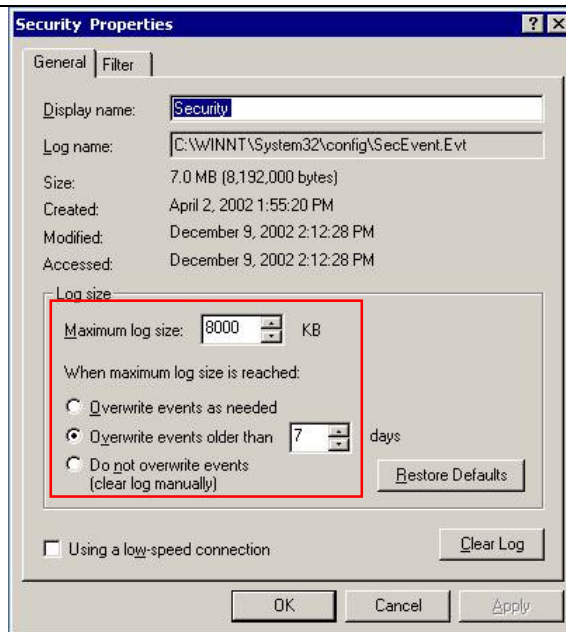 Security Properties
General Filter
Display name: Security
Log name: C:\WINNT\System32\config\SecEvent.Evt
Size: 7.0 MB (8,192,000 bytes)
Created: April 2, 2002 1:55:20 PM
Modified: December 9, 2002 2:12:28 PM
Accessed: December 9, 2002 2:12:28 PM
Log size
Maximum log size: 8000 KB
When maximum log size is reached:
Overwrite events as needed
Overwrite events older than 7 days
Do not overwrite events
(clear log manually)
Restore Defaults
Using a low-speed connection
Clear Log
OK Cancel Apply